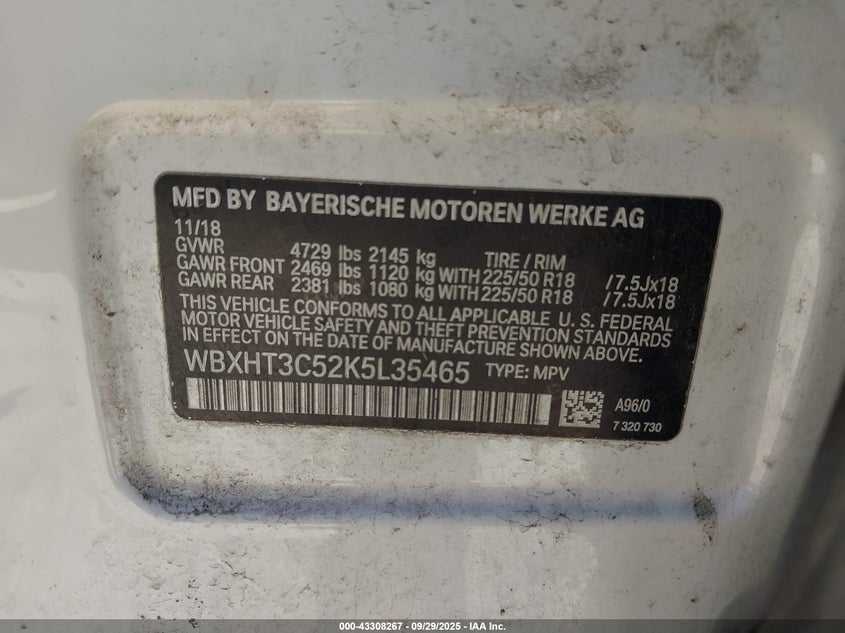 MFD BY BAYERISCHE MOTOREN WERKE AG
11/18
GVWR 4729 lbs 2145 kg TIRE / RIM
GAWR FRONT 2469 lbs 1120 kg WITH 225/50 R18 /7.5Jx18
GAWR REAR 2381 lbs 1080 kg WITH 225/50 R18 /7.5Jx18
THIS VEHICLE CONFORMS TO ALL APPLICABLE U. S. FEDERAL
MOTOR VEHICLE SAFETY AND THEFT PREVENTION STANDARDS
IN EFFECT ON THE DATE OF MANUFACTURE SHOWN ABOVE.
WBXHT3C52K5L35465 TYPE: MPV
A96/0
7 320 730
000-43308267 - 09/29/2025 - IAA Inc.